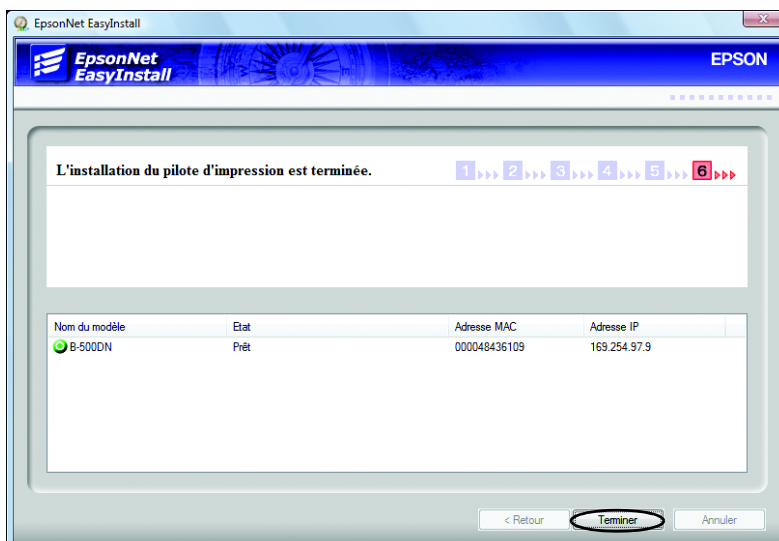 EpsonNet EasyInstall
EpsonNet
EasyInstall
EPSON
L'installation du pilote d'impression est terminée.
1 2 3 4 5 6
Nom du modèle Etat Adresse MAC Adresse IP
B-500DN Prêt 000048436109 169.254.97.9
< Retour Terminer Annuler